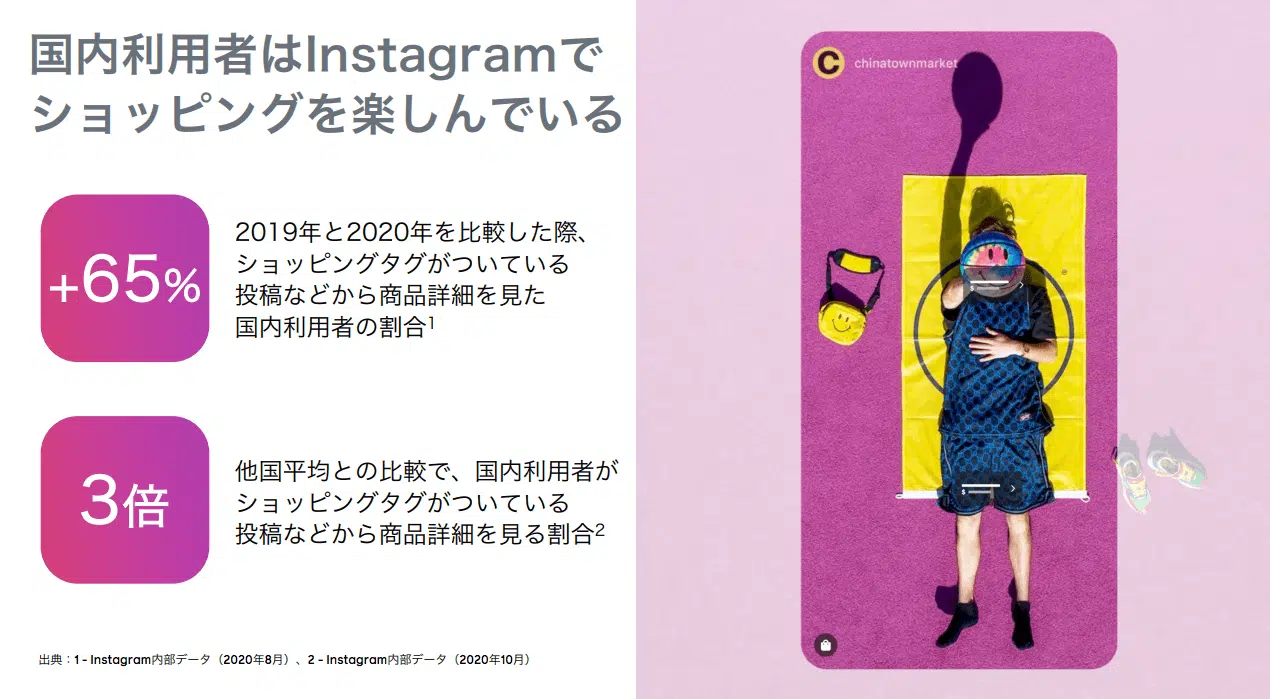 国内利用者はInstagramで
ショッピングを楽しんでいる
+65%
2019年と2020年を比較した際、
ショッピングタグがついている
投稿などから商品詳細を見た
国内利用者の割合1
3倍
他国平均との比較で、国内利用者が
ショッピングタグがついている
投稿などから商品詳細を見る割合2
出典：1 - Instagram内部データ（2020年8月）、2 - Instagram内部データ（2020年10月）
C chinatownmarket
$
$